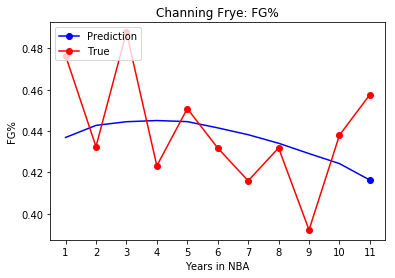 Channing Frye: FG%
Prediction
True
0.48
0.46
0.44
0.42
0.40
FG%
1 2 3 4 5 6 7 8 9 10 11
Years in NBA